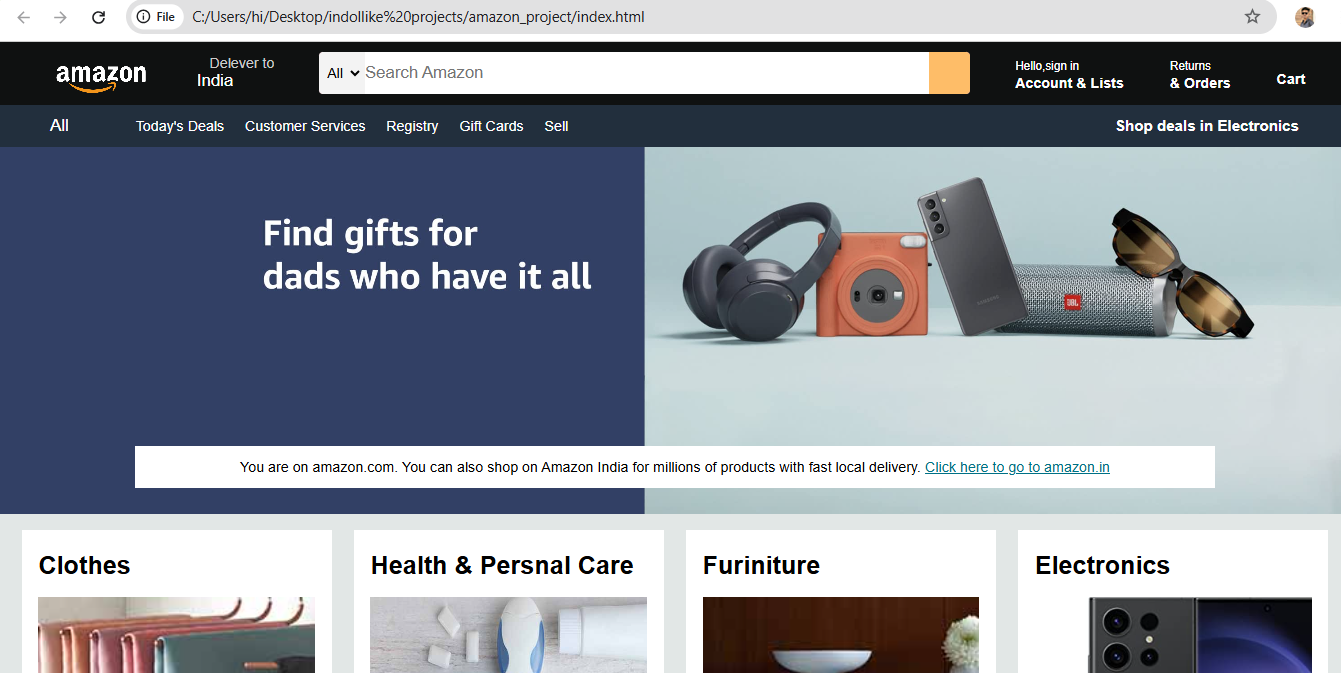 File C:/Users/hi/Desktop/indollike%20projects/amazon_project/index.html
amazon
Delever to
India
All
Search Amazon
Hello,sign in
Account & Lists
Returns
& Orders
Cart
All
Today's Deals
Customer Services
Registry
Gift Cards
Sell
Shop deals in Electronics
Find gifts for
dads who have it all
SAMSUNG
JBL
You are on amazon.com. You can also shop on Amazon India for millions of products with fast local delivery. Click here to go to amazon.in
Clothes
Health & Persnal Care
Furiniture
Electronics